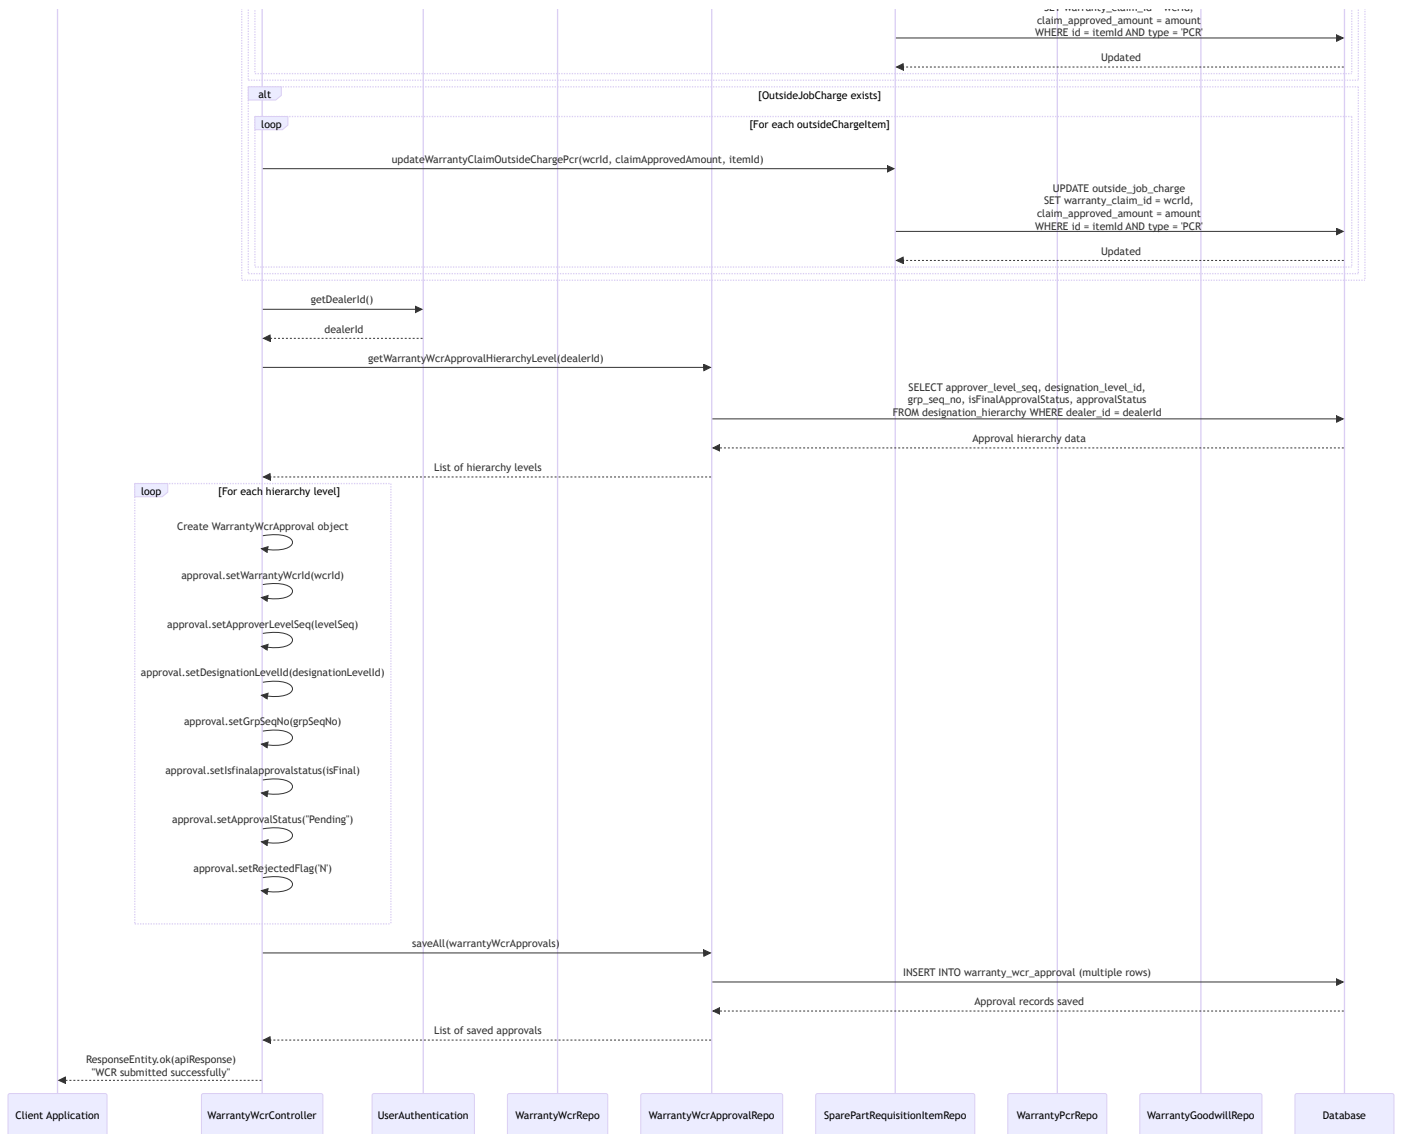 SET warranty_claim_id = wcrId,
claim_approved_amount = amount
WHERE id = itemId AND type = 'PCR'
Updated
alt
[OutsideJobCharge exists]
loop
[For each outsideChargeItem]
updateWarrantyClaimOutsideChargePcr(wcrId, claimApprovedAmount, itemId)
UPDATE outside_job_charge
SET warranty_claim_id = wcrId,
claim_approved_amount = amount
WHERE id = itemId AND type = 'PCR'
Updated
getDealerId()
dealerId
getWarrantyWcrApprovalHierarchyLevel(dealerId)
SELECT approver_level_seq, designation_level_id,
grp_seq_no, isFinalApprovalStatus, approvalStatus
FROM designation_hierarchy WHERE dealer_id = dealerId
Approval hierarchy data
List of hierarchy levels
loop
[For each hierarchy level]
Create WarrantyWcrApproval object
approval.setWarrantyWcrId(wcrId)
approval.setApproverLevelSeq(levelSeq)
approval.setDesignationLevelId(designationLevelId)
approval.setGrpSeqNo(grpSeqNo)
approval.setIsfinalapprovalstatus(isFinal)
approval.setApprovalStatus("Pending")
approval.setRejectedFlag('N')
saveAll(warrantyWcrApprovals)
INSERT INTO warranty_wcr_approval (multiple rows)
Approval records saved
List of saved approvals
ResponseEntity.ok(apiResponse)
"WCR submitted successfully"
Client Application
WarrantyWcrController
UserAuthentication
WarrantyWcrRepo
WarrantyWcrApprovalRepo
SparePartRequisitionItemRepo
WarrantyPcrRepo
WarrantyGoodwillRepo
Database